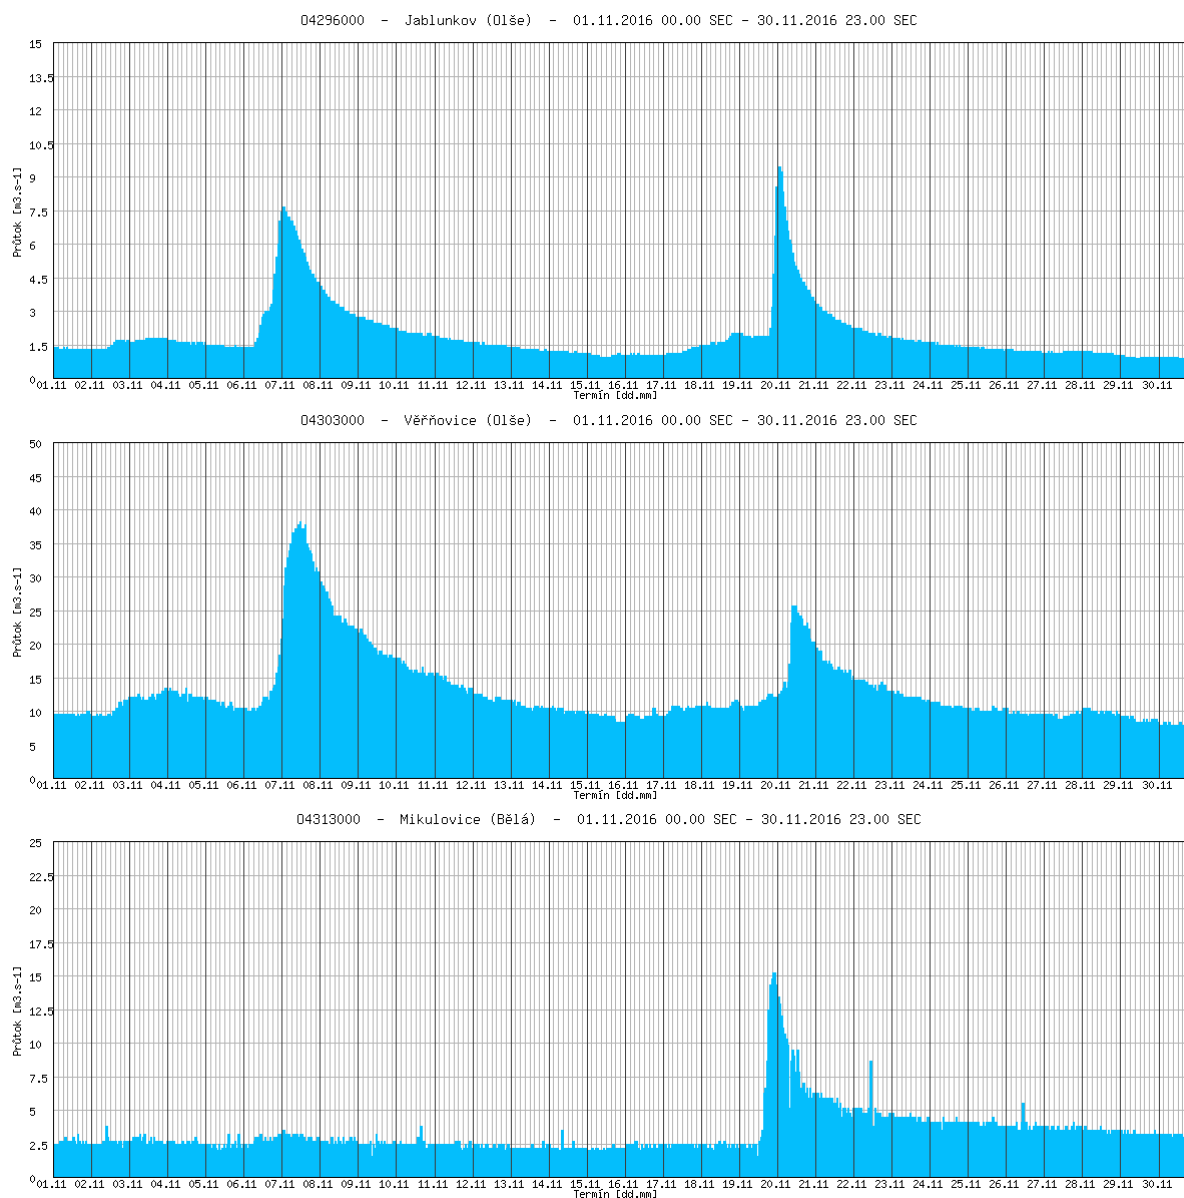 04296000 - Jablunkov (Olše) - 01.11.2016 00.00 SEC - 30.11.2016 23.00 SEC
15
13.5
12
10.5
9
7.5
6
4.5
3
1.5
0
Průtok [m3.s-1]
01.11 02.11 03.11 04.11 05.11 06.11 07.11 08.11 09.11 10.11 11.11 12.11 13.11 14.11 15.11 16.11 17.11 18.11 19.11 20.11 21.11 22.11 23.11 24.11 25.11 26.11 27.11 28.11 29.11 30.11
Termín [dd.mm]
04303000 - Věřňovice (Olše) - 01.11.2016 00.00 SEC - 30.11.2016 23.00 SEC
50
45
40
35
30
25
20
15
10
5
0
Průtok [m3.s-1]
01.11 02.11 03.11 04.11 05.11 06.11 07.11 08.11 09.11 10.11 11.11 12.11 13.11 14.11 15.11 16.11 17.11 18.11 19.11 20.11 21.11 22.11 23.11 24.11 25.11 26.11 27.11 28.11 29.11 30.11
Termín [dd.mm]
04313000 - Mikulovice (Bělá) - 01.11.2016 00.00 SEC - 30.11.2016 23.00 SEC
25
22.5
20
17.5
15
12.5
10
7.5
5
2.5
0
Průtok [m3.s-1]
01.11 02.11 03.11 04.11 05.11 06.11 07.11 08.11 09.11 10.11 11.11 12.11 13.11 14.11 15.11 16.11 17.11 18.11 19.11 20.11 21.11 22.11 23.11 24.11 25.11 26.11 27.11 28.11 29.11 30.11
Termín [dd.mm]